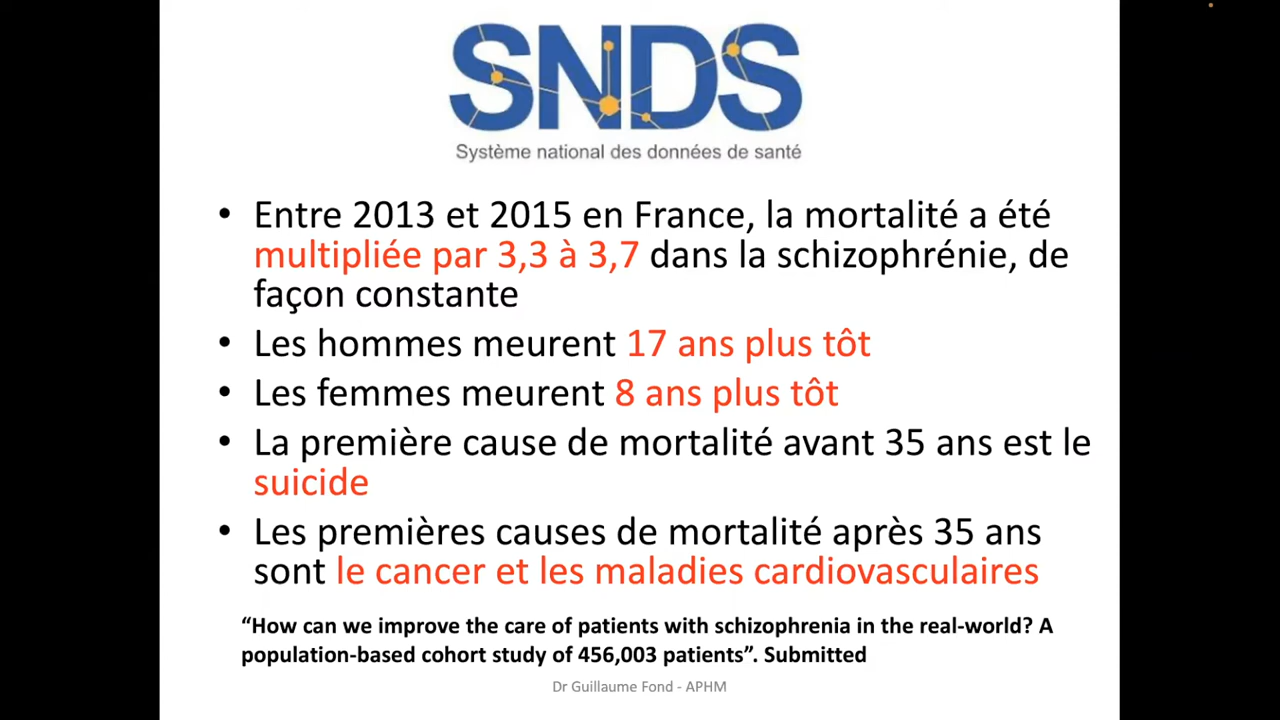 SNDS
Système national des données de santé
• Entre 2013 et 2015 en France, la mortalité a été
multipliée par 3,3 à 3,7 dans la schizophrénie, de
façon constante
• Les hommes meurent 17 ans plus tôt
• Les femmes meurent 8 ans plus tôt
• La première cause de mortalité avant 35 ans est le
suicide
• Les premières causes de mortalité après 35 ans
sont le cancer et les maladies cardiovasculaires
“How can we improve the care of patients with schizophrenia in the real-world? A
population-based cohort study of 456,003 patients”. Submitted
Dr Guillaume Fond - APHM